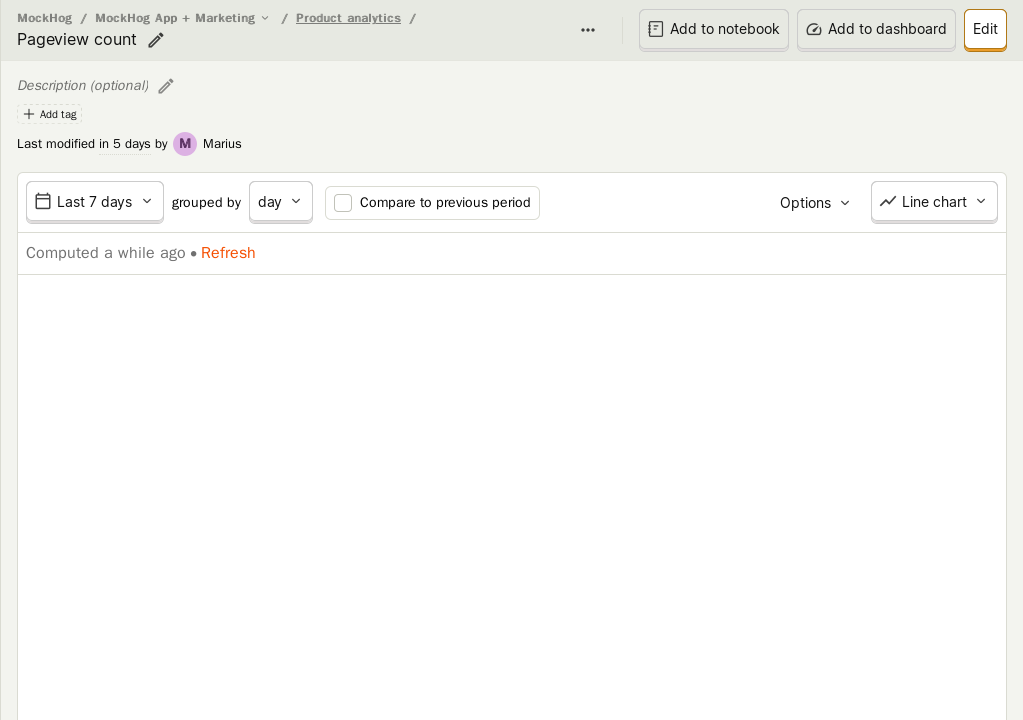 MockHog / MockHog App + Marketing / Product analytics /
Pageview count
Add to notebook
Add to dashboard
Edit
Description (optional)
Add tag
Last modified in 5 days by M Marius
Last 7 days grouped by day Compare to previous period Options Line chart
Computed a while ago • Refresh